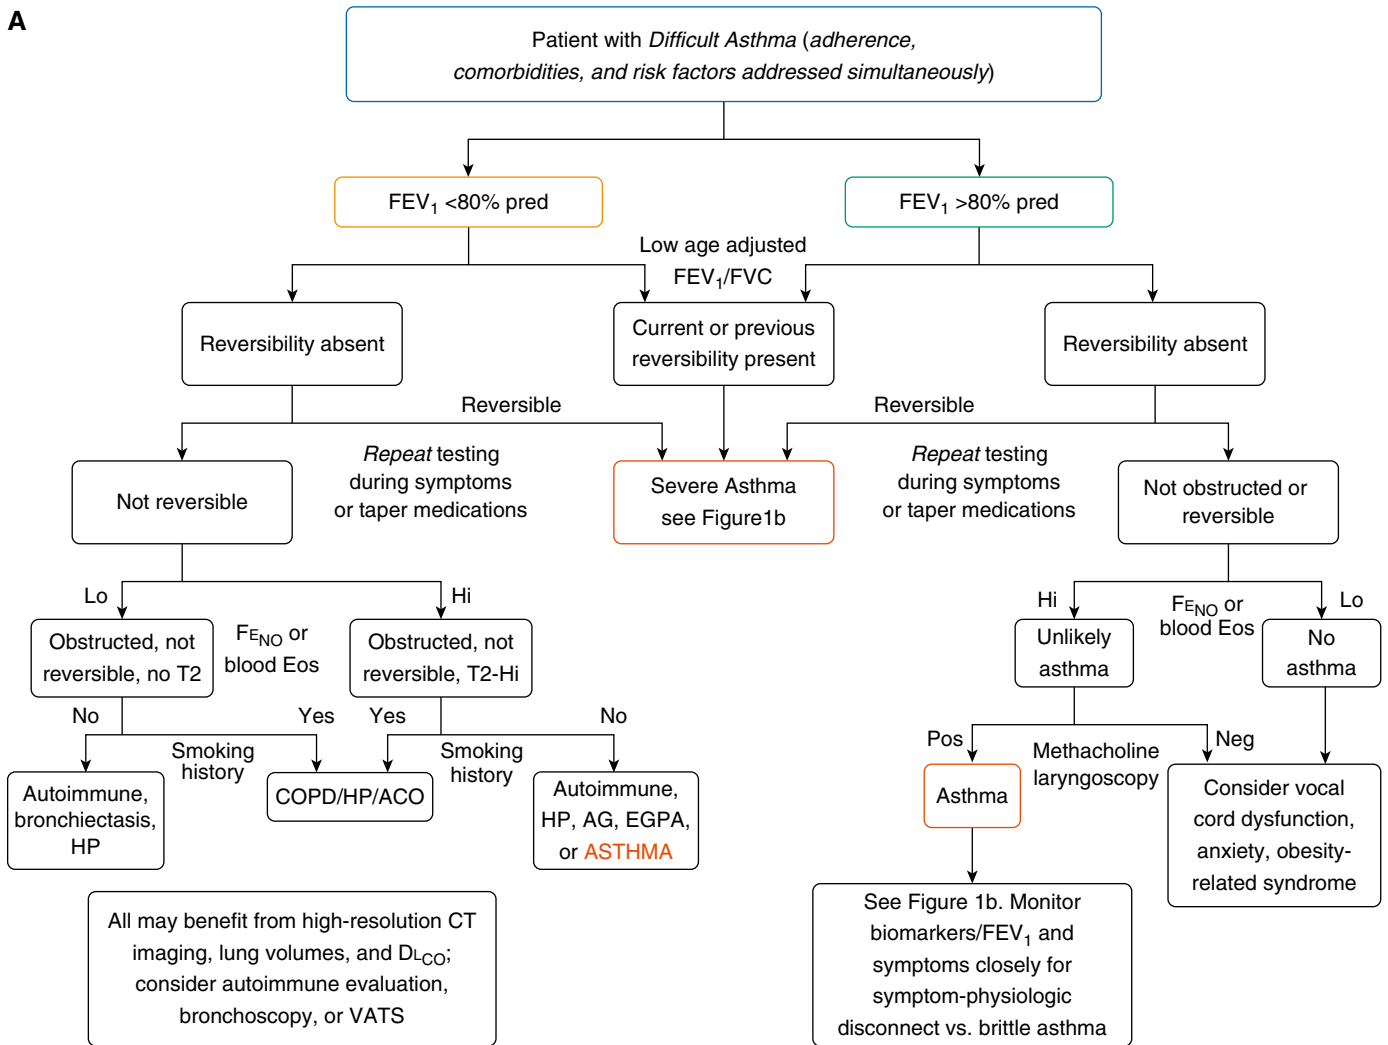 A
Patient with Difficult Asthma (adherence,
comorbidities, and risk factors addressed simultaneously)
FEV1 <80% pred
FEV1 >80% pred
Low age adjusted
FEV1/FVC
Reversibility absent
Current or previous
reversibility present
Reversibility absent
Reversible
Reversible
Repeat testing
during symptoms
or taper medications
Repeat testing
during symptoms
or taper medications
Not reversible
Severe Asthma
see Figure1b
Not obstructed or
reversible
Lo
Hi
FENO or
blood Eos
Hi
Lo
FENO or
blood Eos
Obstructed, not
reversible, no T2
Obstructed, not
reversible, T2-Hi
Unlikely
asthma
No
asthma
No
Yes
Yes
No
Smoking
history
Smoking
history
Pos
Neg
Methacholine
laryngoscopy
Autoimmune,
bronchiectasis,
HP
COPD/HP/ACO
Autoimmune,
HP, AG, EGPA,
or ASTHMA
Asthma
Consider vocal
cord dysfunction,
anxiety, obesity-
related syndrome
All may benefit from high-resolution CT
imaging, lung volumes, and DLCO;
consider autoimmune evaluation,
bronchoscopy, or VATS
See Figure 1b. Monitor
biomarkers/FEV1 and
symptoms closely for
symptom-physiologic
disconnect vs. brittle asthma